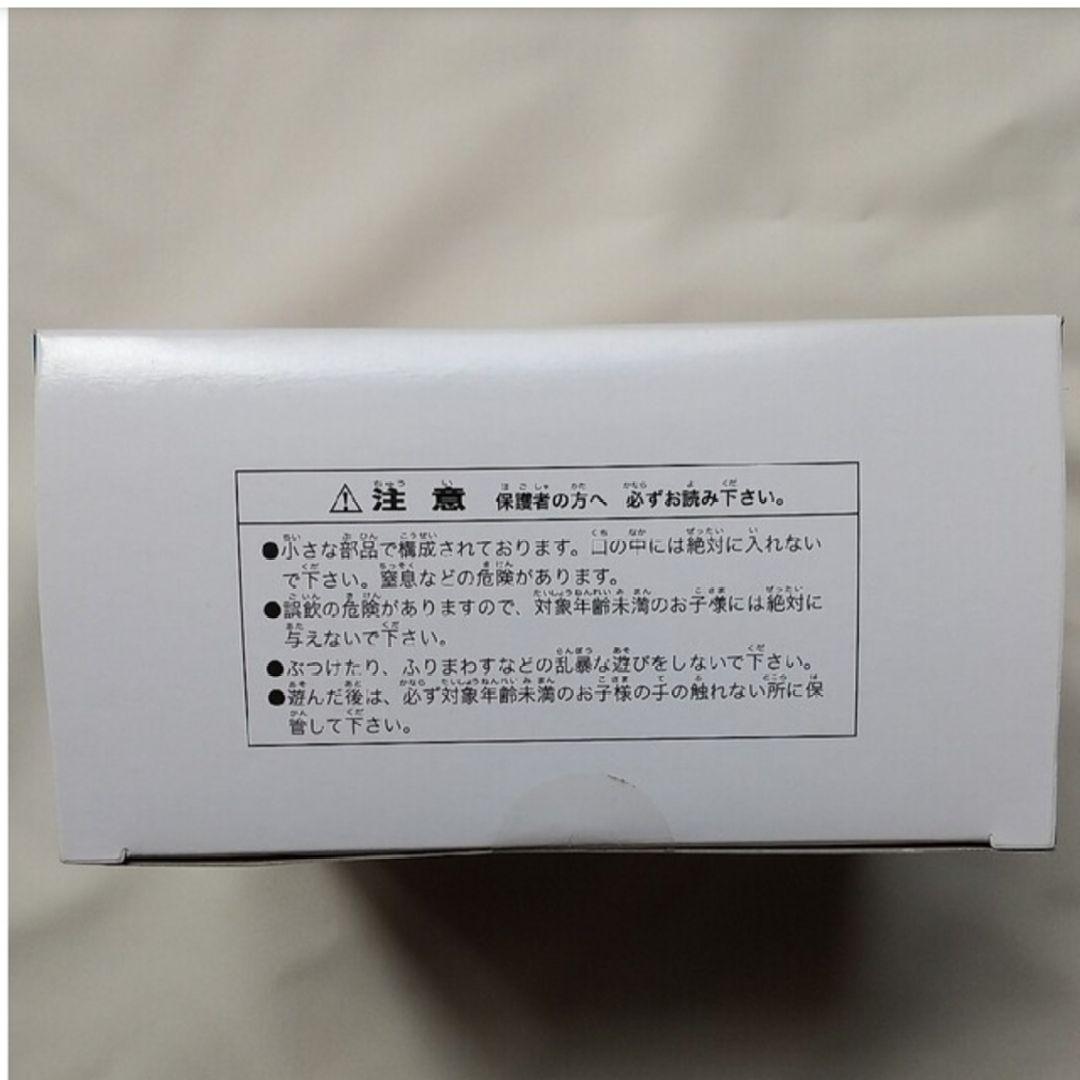 ⚠注意 保護者の方へ 必ずお読み下さい。
●小さな部品で構成されております。口の中には絶対に入れない
で下さい。窒息などの危険があります。
●誤飲の危険がありますので、対象年齢未満のお子様には絶対に
与えないで下さい。
●ぶつけたり、ふりまわすなどの乱暴な遊びをしないで下さい。
●遊んだ後は、必ず対象年齢未満のお子様の手の触れない所に保
管して下さい。